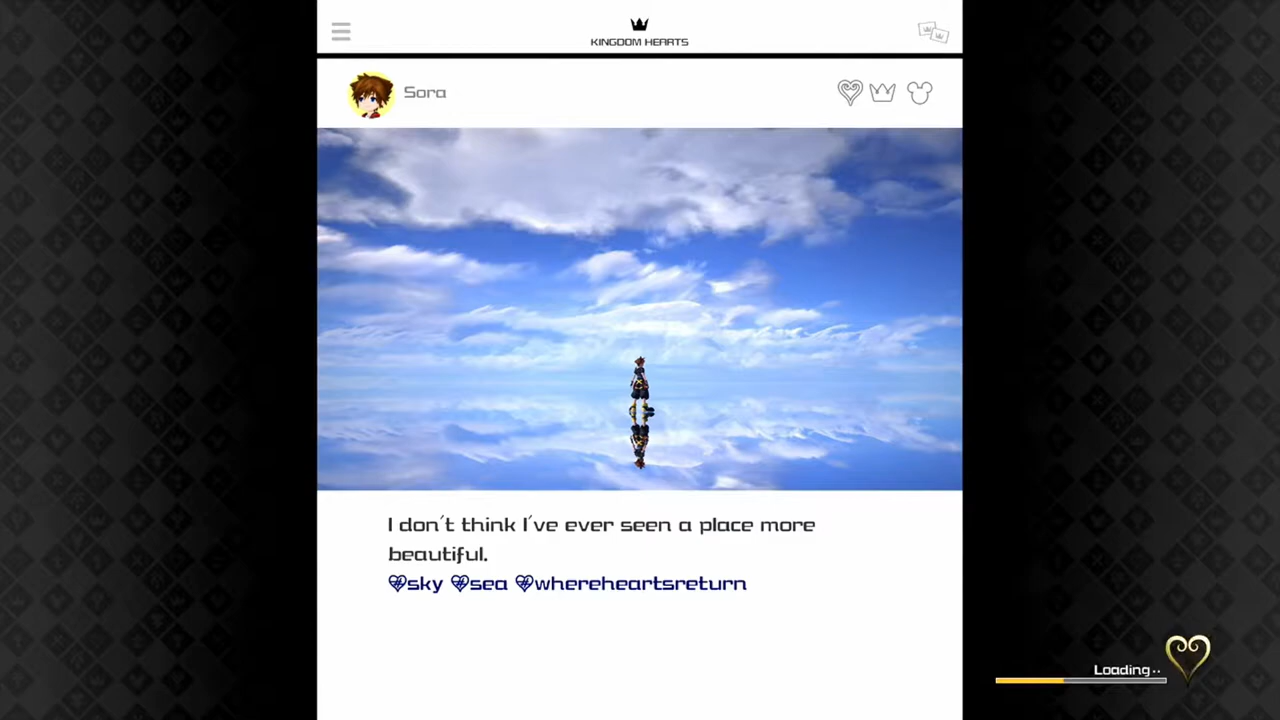 KINGDOM HEARTS
Sora
I don't think I've ever seen a place more
beautiful.
sky sea whereheartsreturn
Loading..